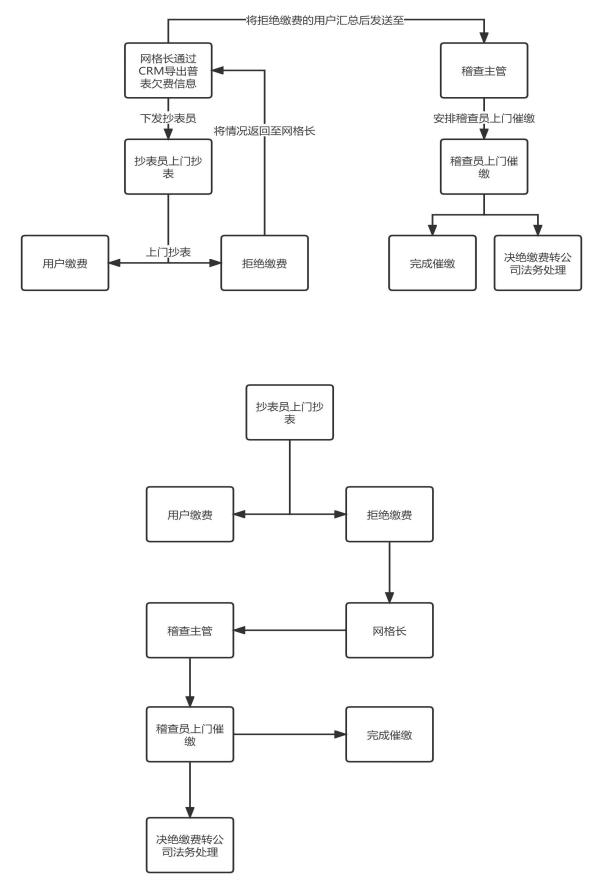 将拒绝缴费的用户汇总后发送至
网格长通过
CRM导出普
表欠费信息
稽查主管
下发抄表员
将情况返回至网格长
安排稽查员上门催缴
抄表员上门抄
表
稽查员上门催
缴
上门抄表
用户缴费
拒绝缴费
完成催缴
决绝缴费转公
司法务处理
抄表员上门抄
表
用户缴费
拒绝缴费
稽查主管
网格长
稽查员上门催
缴
完成催缴
决绝缴费转公
司法务处理